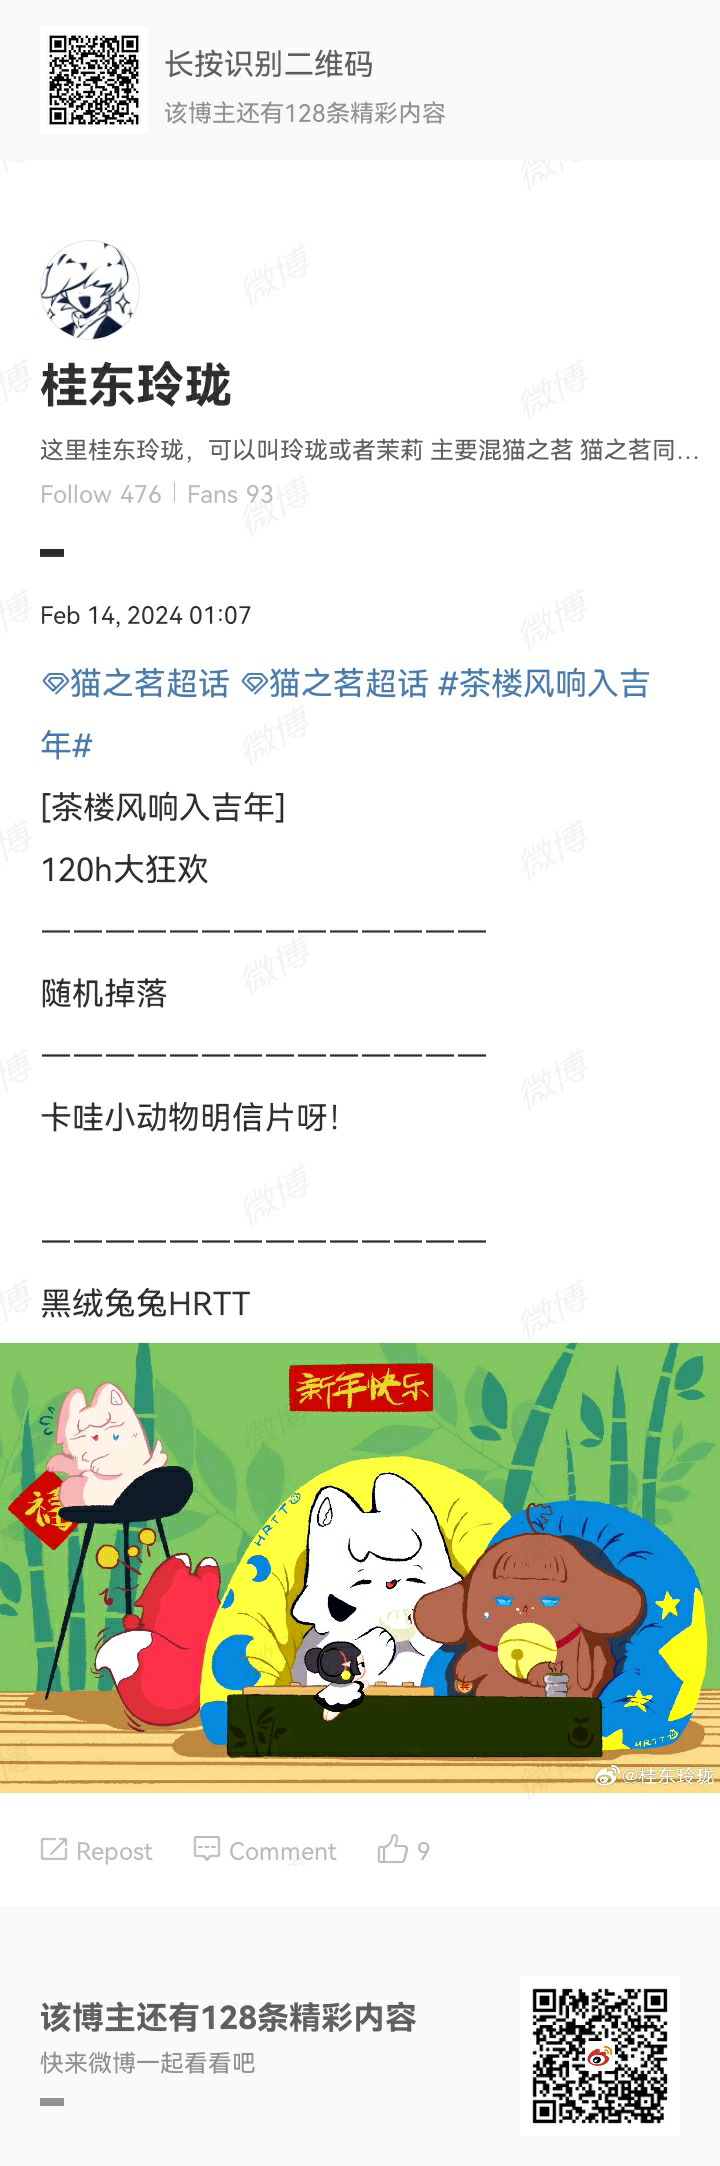 长按识别二维码
该博主还有128条精彩内容
桂东玲珑
这里桂东玲珑，可以叫玲珑或者茉莉 主要混猫之茗 猫之茗同...
Follow 476 | Fans 93
Feb 14, 2024 01:07
猫之茗超话 猫之茗超话 #茶楼风响入吉
年#
[茶楼风响入吉年]
120h大狂欢
——————————————
随机掉落
——————————————
卡哇小动物明信片呀！
——————————————
黑绒兔兔HRTT
新年快乐
福
HRTT
HRTT
@桂东玲珑
Repost Comment 9
该博主还有128条精彩内容
快来微博一起看看吧
微博